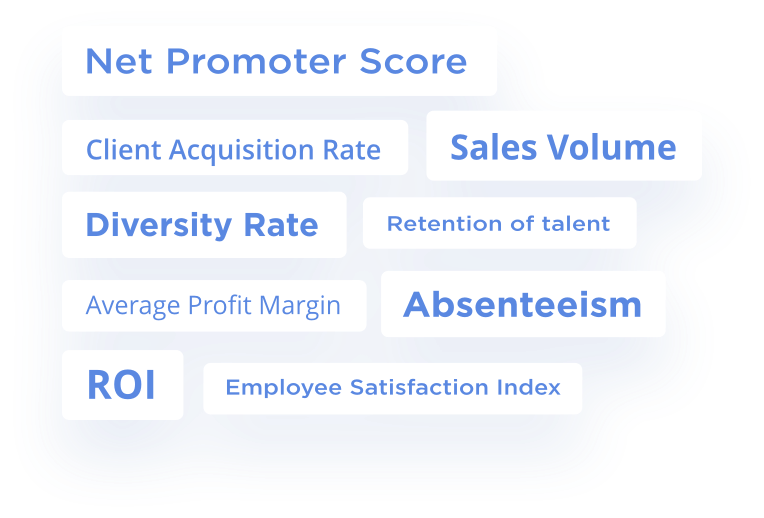 Net Promoter Score
Client Acquisition Rate
Sales Volume
Diversity Rate
Retention of talent
Average Profit Margin
Absenteeism
ROI
Employee Satisfaction Index